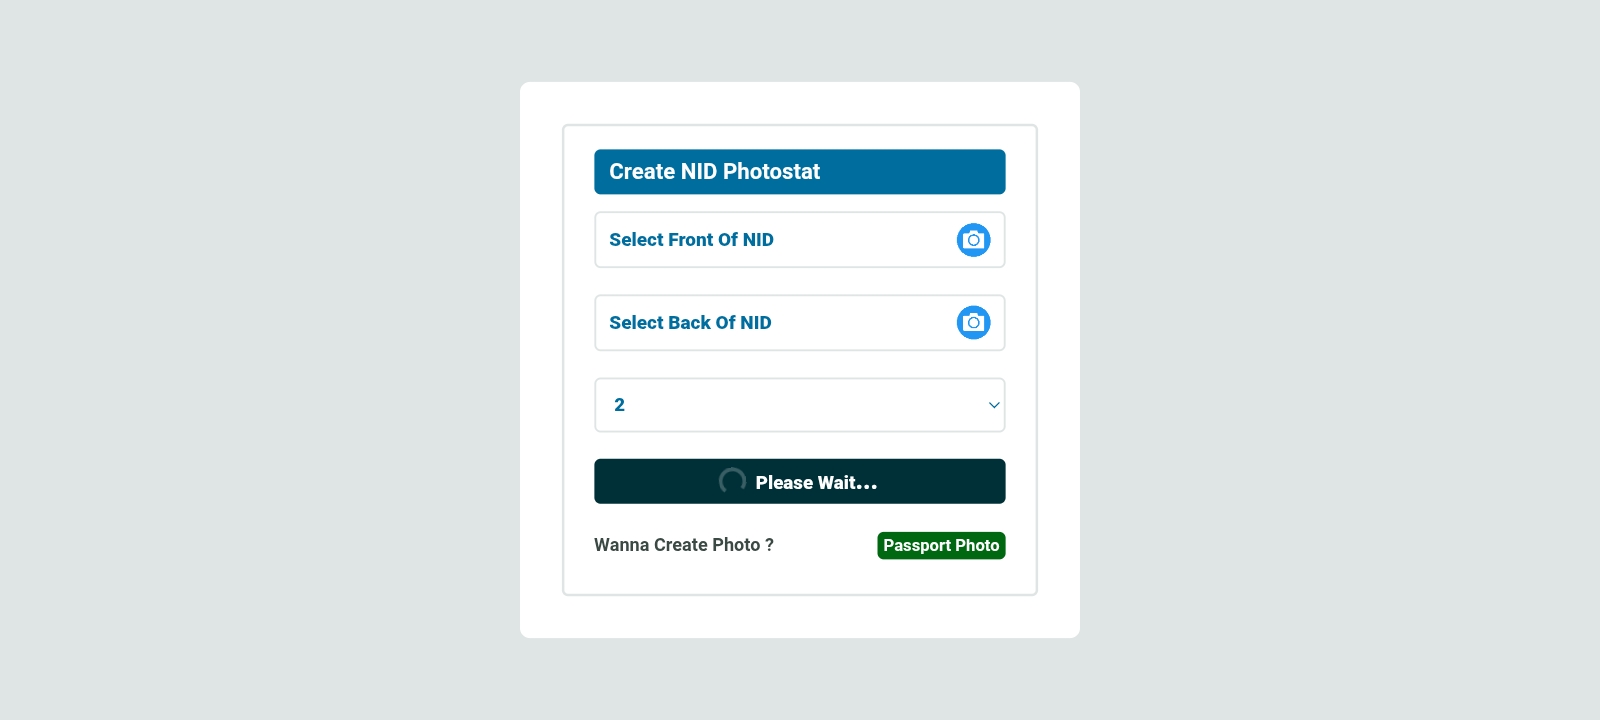 Create NID Photostat
Select Front Of NID
Select Back Of NID
2
Please Wait...
Wanna Create Photo ? Passport Photo